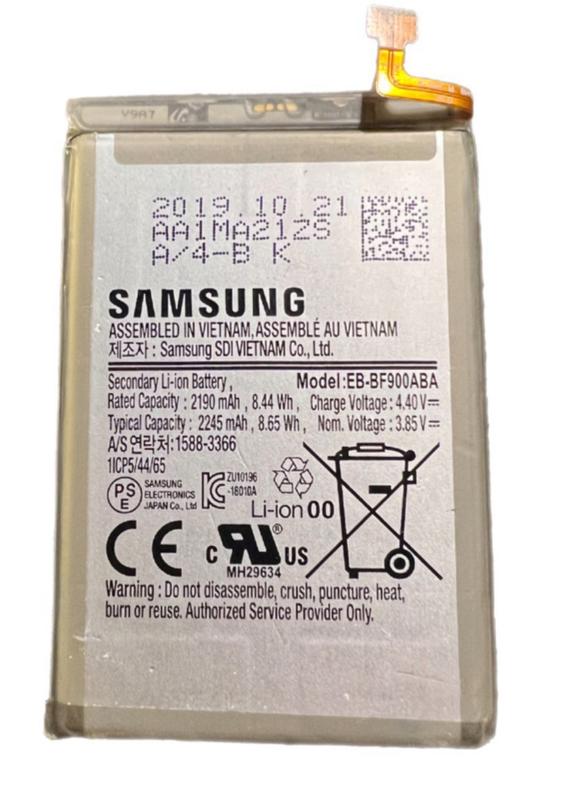 V9A7
2019.10.21
AA1MA212S
A/4-B K
SAMSUNG
ASSEMBLED IN VIETNAM, ASSEMBLÉ AU VIETNAM
제조자 : Samsung SDI VIETNAM Co., Ltd.
Secondary Li-ion Battery , Model:EB-BF900ABA
Rated Capacity : 2190 mAh , 8.44 Wh , Charge Voltage : 4.40V⎓
Typical Capacity : 2245 mAh , 8.65 Wh , Nom. Voltage : 3.85V⎓
A/S 연락처:1588-3366
1ICP5/44/65
PS
E
SAMSUNG
ELECTRONICS
JAPAN Co., Ltd
ZU10196
-18010A
Li-ion 00
CE
C RU® US
MH29634
Warning : Do not disassemble, crush, puncture, heat,
burn or reuse. Authorized Service Provider Only.